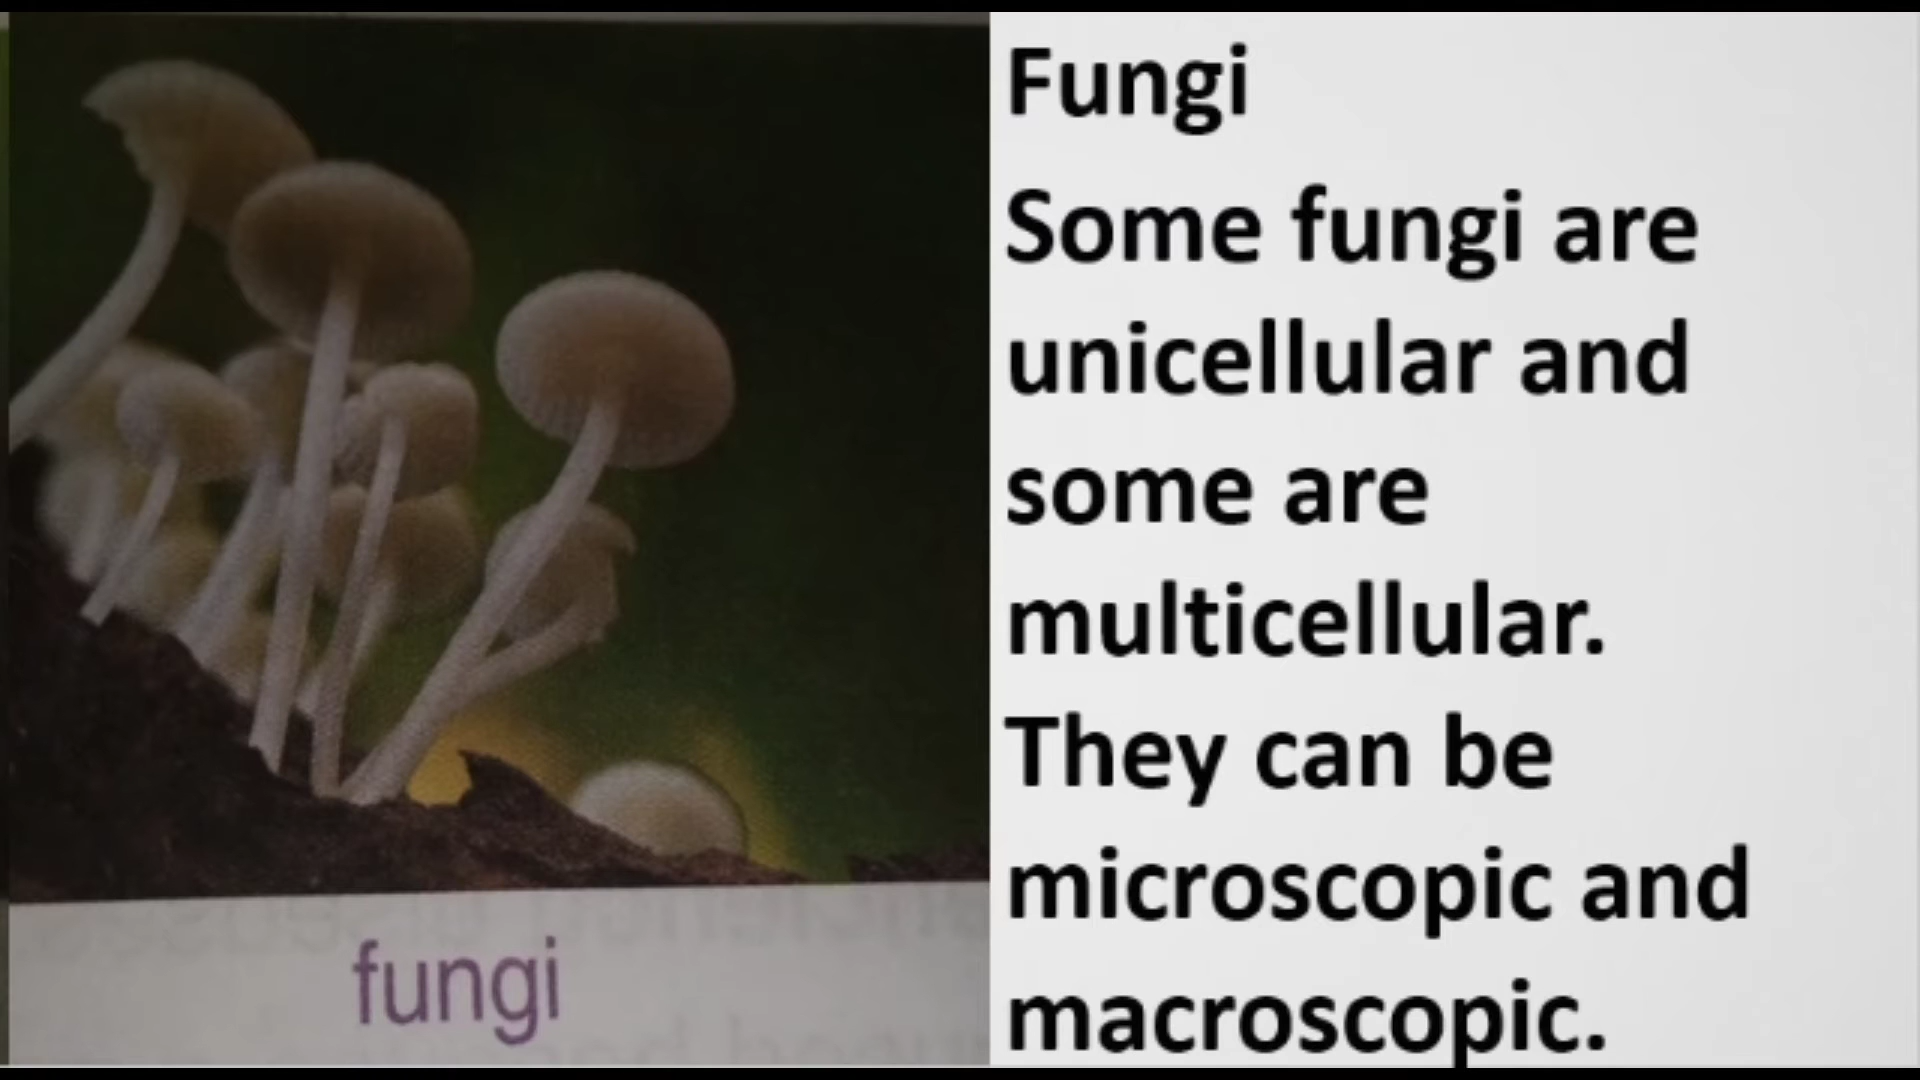 Fungi
Some fungi are
unicellular and
some are
multicellular.
They can be
microscopic and
macroscopic.
fungi